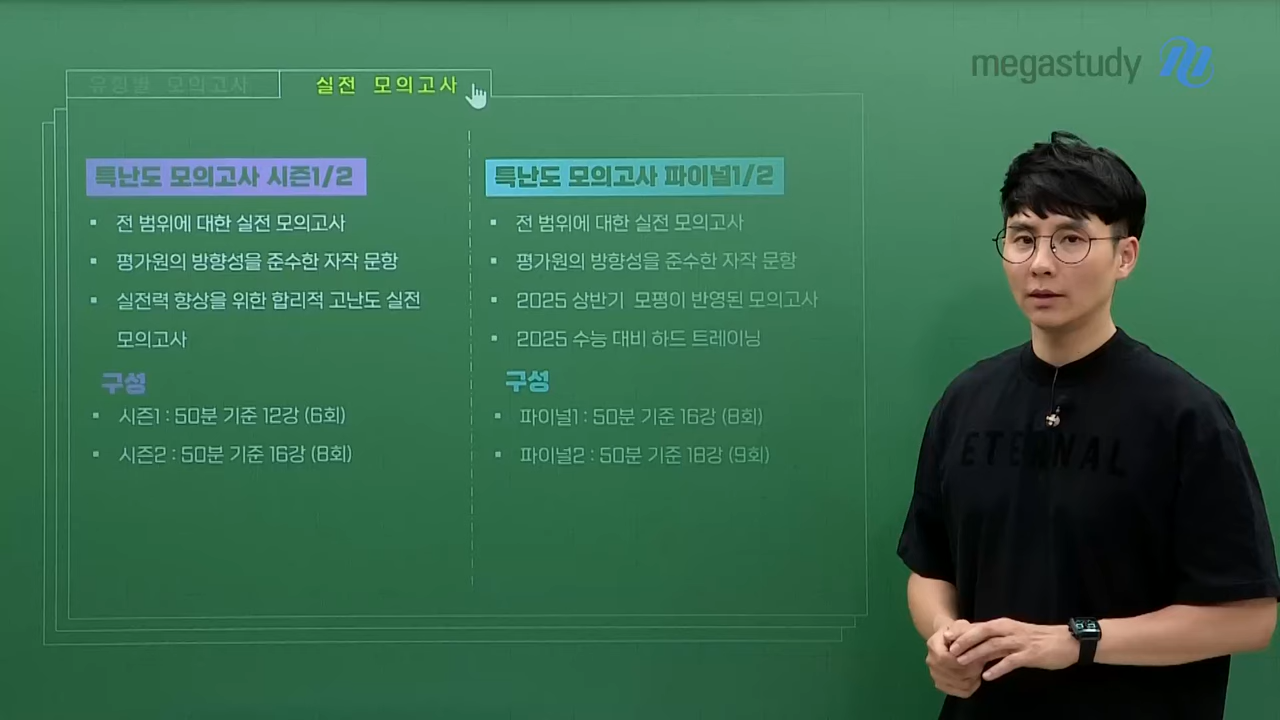 megastudy
유형별 모의고사
실전 모의고사
특난도 모의고사 시즌1/2
전 범위에 대한 실전 모의고사
평가원의 방향성을 준수한 자작 문항
실전력 향상을 위한 합리적 고난도 실전
모의고사
구성
시즌1 : 50분 기준 12강 (6회)
시즌2 : 50분 기준 16강 (8회)
특난도 모의고사 파이널1/2
전 범위에 대한 실전 모의고사
평가원의 방향성을 준수한 자작 문항
2025 상반기 모평이 반영된 모의고사
2025 수능 대비 하드 트레이닝
구성
파이널1 : 50분 기준 16강 (8회)
파이널2 : 50분 기준 18강 (9회)
ETERNAL